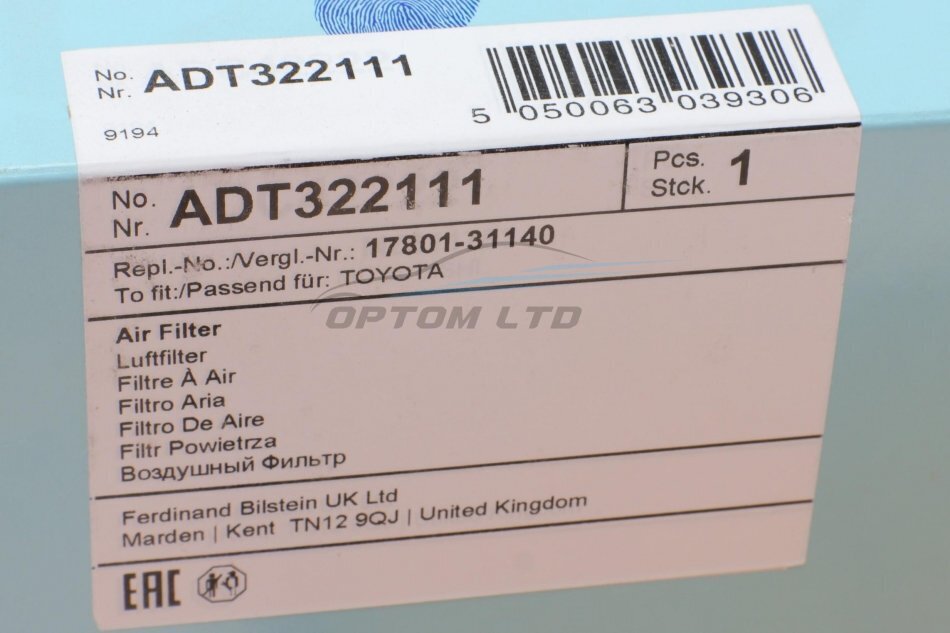 No.
Nr. ADT322111
9194
5 050063 039306
No.
Nr. ADT322111
Pcs.
Stck. 1
Repl.-No.:/Vergl.-Nr.: 17801-31140
To fit:/Passend für: TOYOTA
OPTOM LTD
Air Filter
Luftfilter
Filtre À Air
Filtro Aria
Filtro De Aire
Filtr Powietrza
Воздушный Фильтр
Ferdinand Bilstein UK Ltd
Marden | Kent TN12 9QJ | United Kingdom
EAC